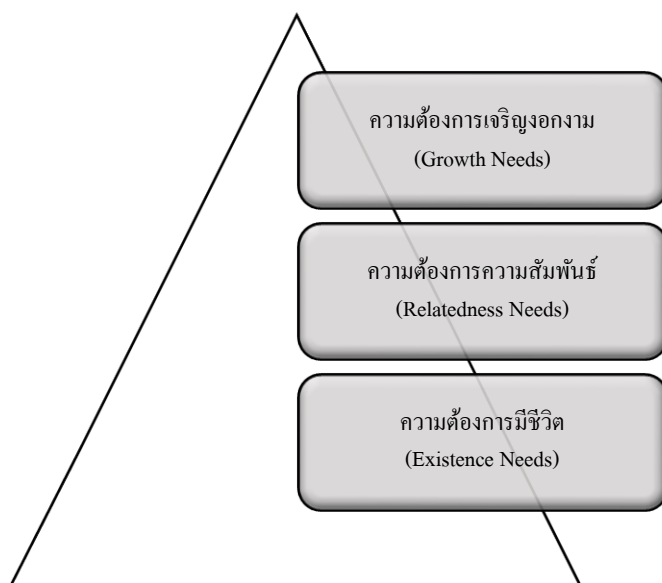 ความต้องการเจริญงอกงาม
(Growth Needs)
ความต้องการความสัมพันธ์
(Relatedness Needs)
ความต้องการมีชีวิต
(Existence Needs)